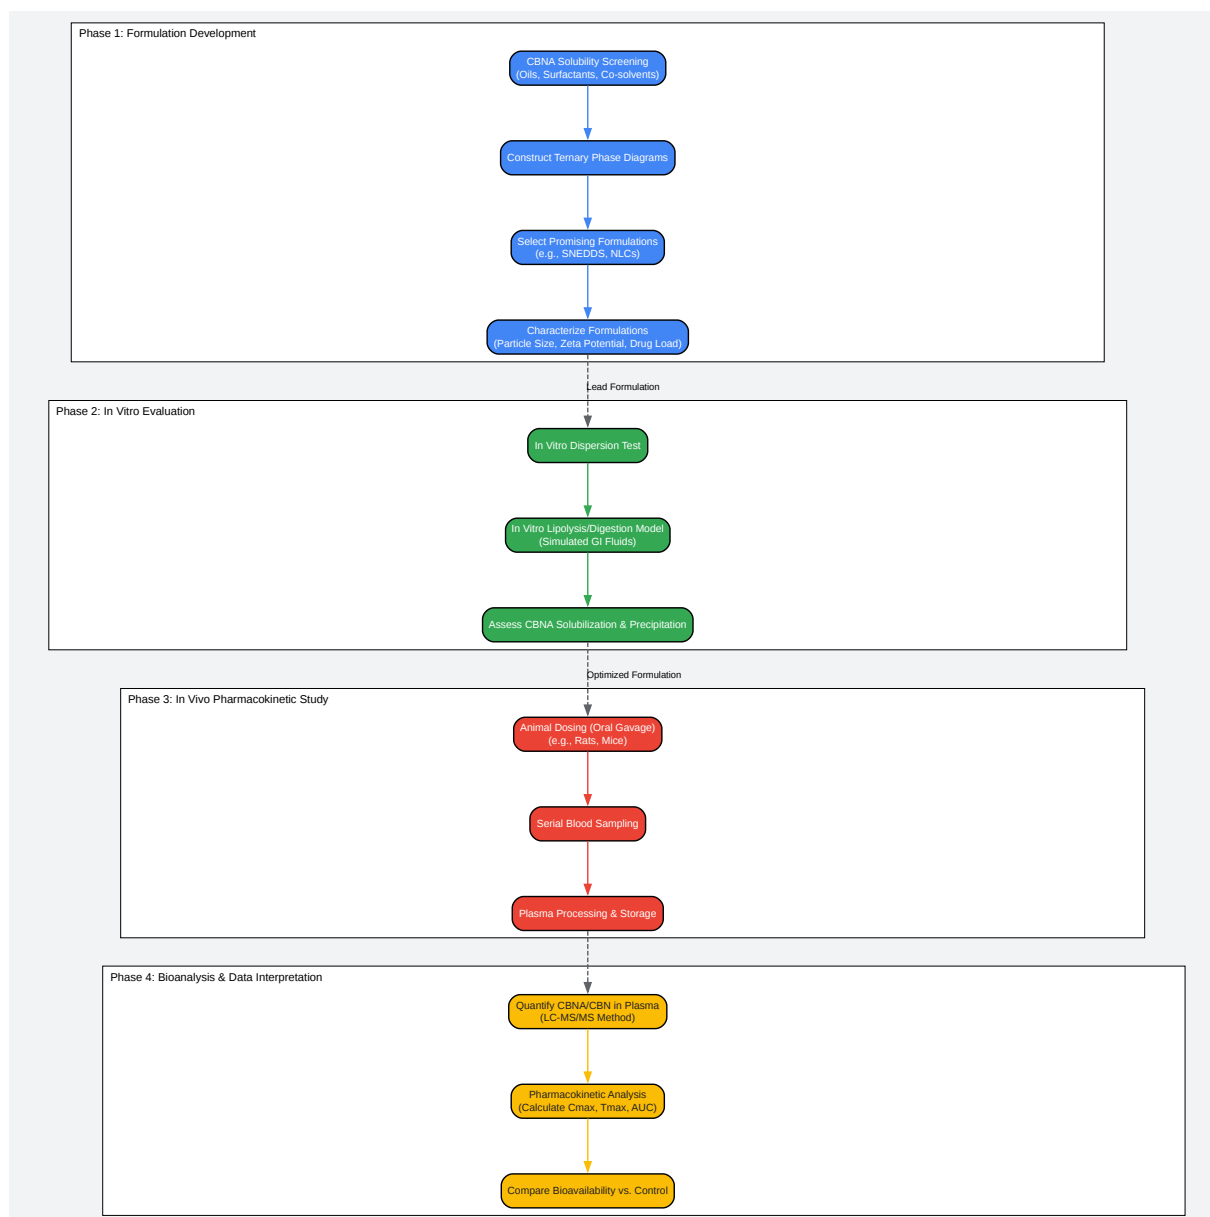 Phase 1: Formulation Development
CBNA Solubility Screening
(Oils, Surfactants, Co-solvents)
Construct Ternary Phase Diagrams
Select Promising Formulations
(e.g., SNEDDS, NLCs)
Characterize Formulations
(Particle Size, Zeta Potential, Drug Load)
Lead Formulation
Phase 2: In Vitro Evaluation
In Vitro Dispersion Test
In Vitro Lipolysis/Digestion Model
(Simulated GI Fluids)
Assess CBNA Solubilization & Precipitation
Optimized Formulation
Phase 3: In Vivo Pharmacokinetic Study
Animal Dosing (Oral Gavage)
(e.g., Rats, Mice)
Serial Blood Sampling
Plasma Processing & Storage
Phase 4: Bioanalysis & Data Interpretation
Quantify CBNA/CBN in Plasma
(LC-MS/MS Method)
Pharmacokinetic Analysis
(Calculate Cmax, Tmax, AUC)
Compare Bioavailability vs. Control